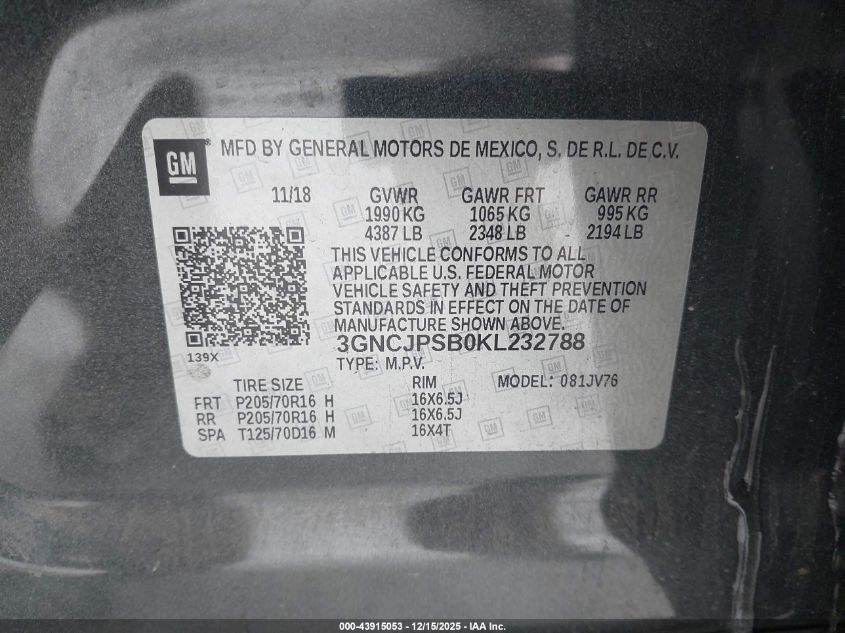 GM MFD BY GENERAL MOTORS DE MEXICO, S. DE R.L. DE C.V.
11/18 GVWR GAWR FRT GAWR RR
1990 KG 1065 KG 995 KG
4387 LB 2348 LB 2194 LB
THIS VEHICLE CONFORMS TO ALL
APPLICABLE U.S. FEDERAL MOTOR
VEHICLE SAFETY AND THEFT PREVENTION
STANDARDS IN EFFECT ON THE DATE OF
MANUFACTURE SHOWN ABOVE.
139X
3GNCJPSB0KL232788
TYPE: M.P.V. MODEL: 081JV76
TIRE SIZE RIM
FRT P205/70R16 H 16X6.5J
RR P205/70R16 H 16X6.5J
SPA T125/70D16 M 16X4T
000-43915053 - 12/15/2025 - IAA Inc.